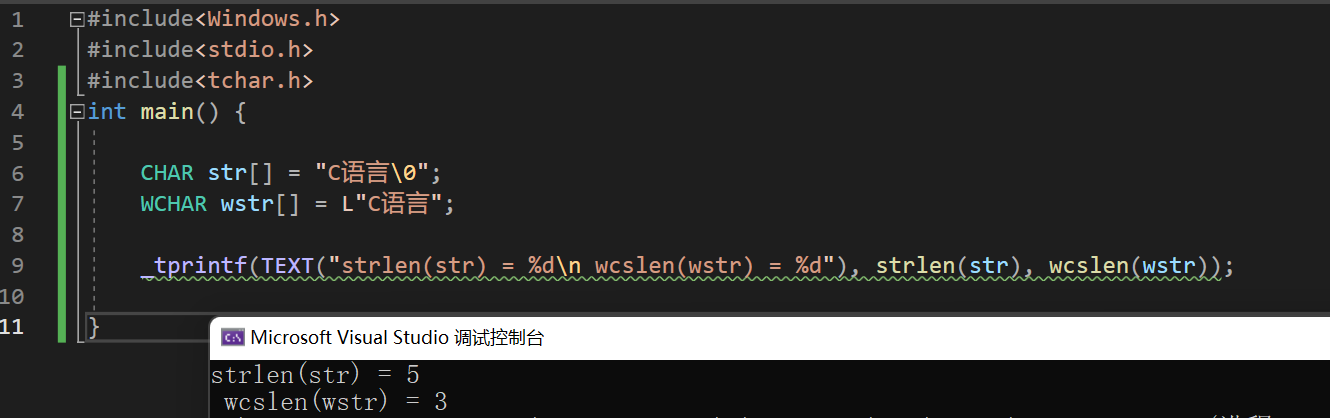 1 #include<Windows.h>
2 #include<stdio.h>
3 #include<tchar.h>
4 int main() {
5
6 CHAR str[] = "C语言\0";
7 WCHAR wstr[] = L"C语言";
8
9 _tprintf(TEXT("strlen(str) = %d\n wcslen(wstr) = %d"), strlen(str), wcslen(wstr));
10
11 }
Microsoft Visual Studio 调试控制台
strlen(str) = 5
wcslen(wstr) = 3